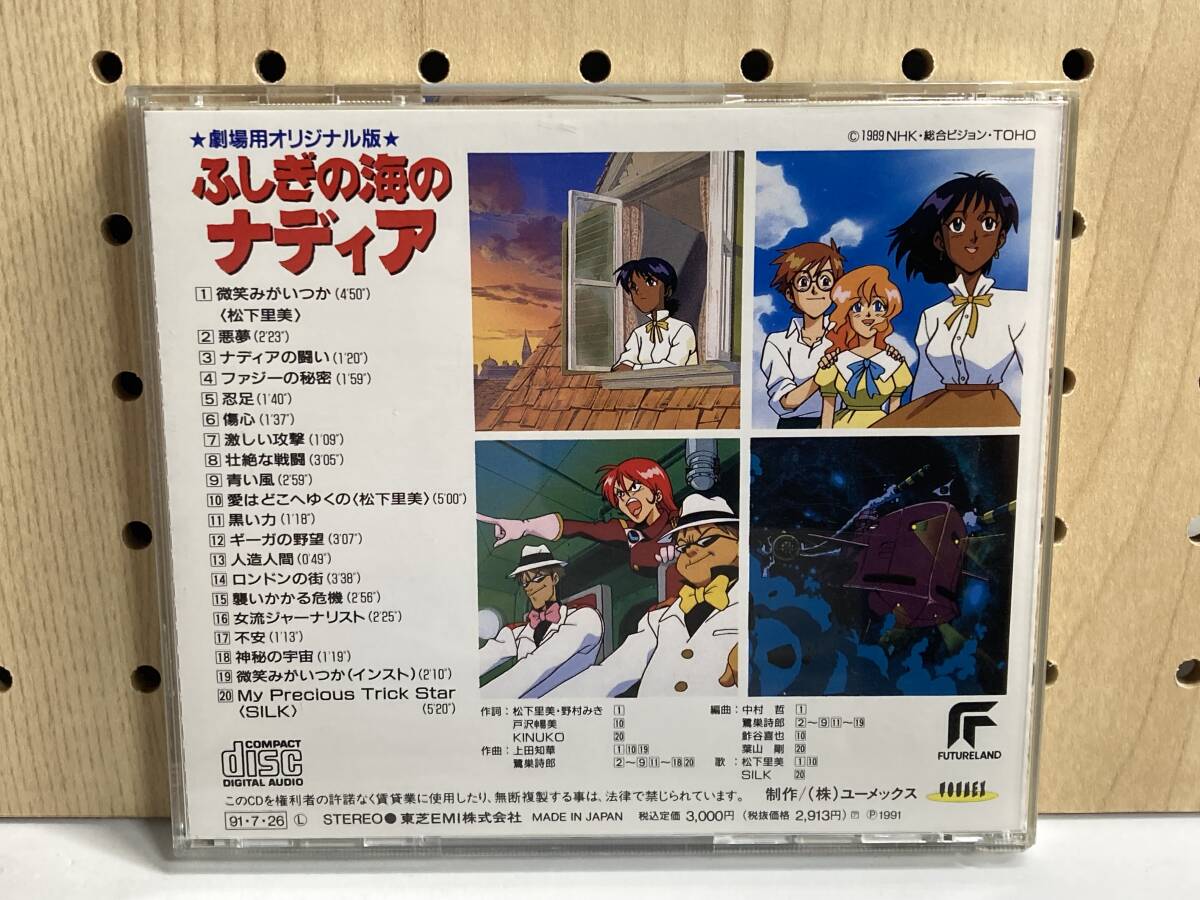 ★劇場用オリジナル版★
ふしぎの海の
ナディア
©1989 NHK・総合ビジョン・TOHO
1 微笑みがいつか(4'50")
〈松下里美〉
2 悪夢(2'23")
3 ナディアの闘い(1'20")
4 ファジーの秘密(1'59")
5 忍足(1'40")
6 傷心(1'37")
7 激しい攻撃(1'09")
8 壮絶な戦闘(3'05")
9 青い風(2'59")
10 愛はどこへゆくの〈松下里美〉(5'00")
11 黒い力(1'18")
12 ギーガの野望(3'07")
13 人造人間(0'49")
14 ロンドンの街(3'38")
15 襲いかかる危機(2'56")
16 女流ジャーナリスト(2'25")
17 不安(1'13")
18 神秘の宇宙(1'19")
19 微笑みがいつか(インスト)(2'10")
20 My Precious Trick Star
〈SILK〉 (5'20")
作詞：松下里美・野村みき 1
戸沢暢美 10
KINUKO 20
作曲：上田知華 1 10 19
鷺巣詩郎 2～9 11～18 20
編曲：中村 哲 1
鷺巣詩郎 2～9 11～19
鮓谷喜也 10
葉山 剛 20
歌：松下里美 1 10
SILK 20
FUTURELAND
COMPACT
disc
DIGITAL AUDIO
このCDを権利者の許諾なく賃貸業に使用したり、無断複製する事は、法律で禁じられています。 制作/(株)ユーメックス
YOUMEX
91・7・26 Ⓛ STEREO● 東芝EMI株式会社 MADE IN JAPAN 税込定価 3,000円(税抜価格 2,913円) ℗1991